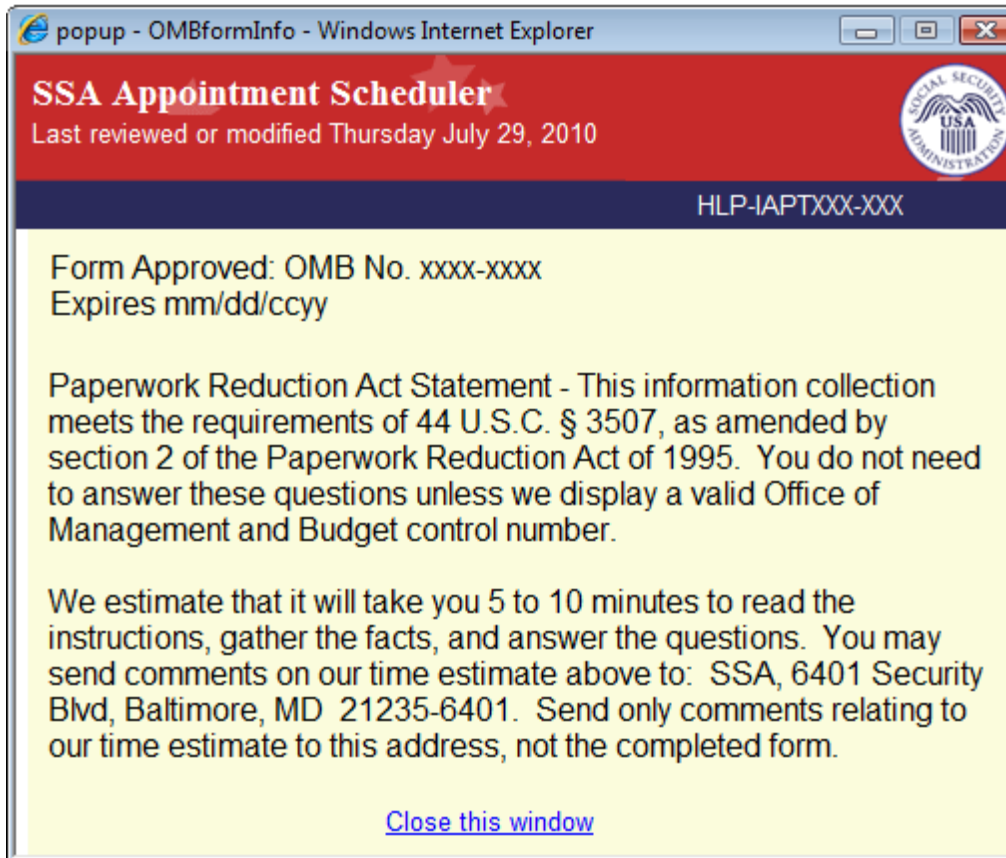 popup - OMBformInfo - Windows Internet Explorer
SSA Appointment Scheduler
Last reviewed or modified Thursday July 29, 2010
SOCIAL SECURITY
USA
ADMINISTRATION
HLP-IAPTXXX-XXX
Form Approved: OMB No. xxxx-xxxx
Expires mm/dd/ccyy
Paperwork Reduction Act Statement - This information collection
meets the requirements of 44 U.S.C. § 3507, as amended by
section 2 of the Paperwork Reduction Act of 1995.  You do not need
to answer these questions unless we display a valid Office of
Management and Budget control number.
We estimate that it will take you 5 to 10 minutes to read the
instructions, gather the facts, and answer the questions.  You may
send comments on our time estimate above to:  SSA, 6401 Security
Blvd, Baltimore, MD  21235-6401.  Send only comments relating to
our time estimate to this address, not the completed form.
Close this window